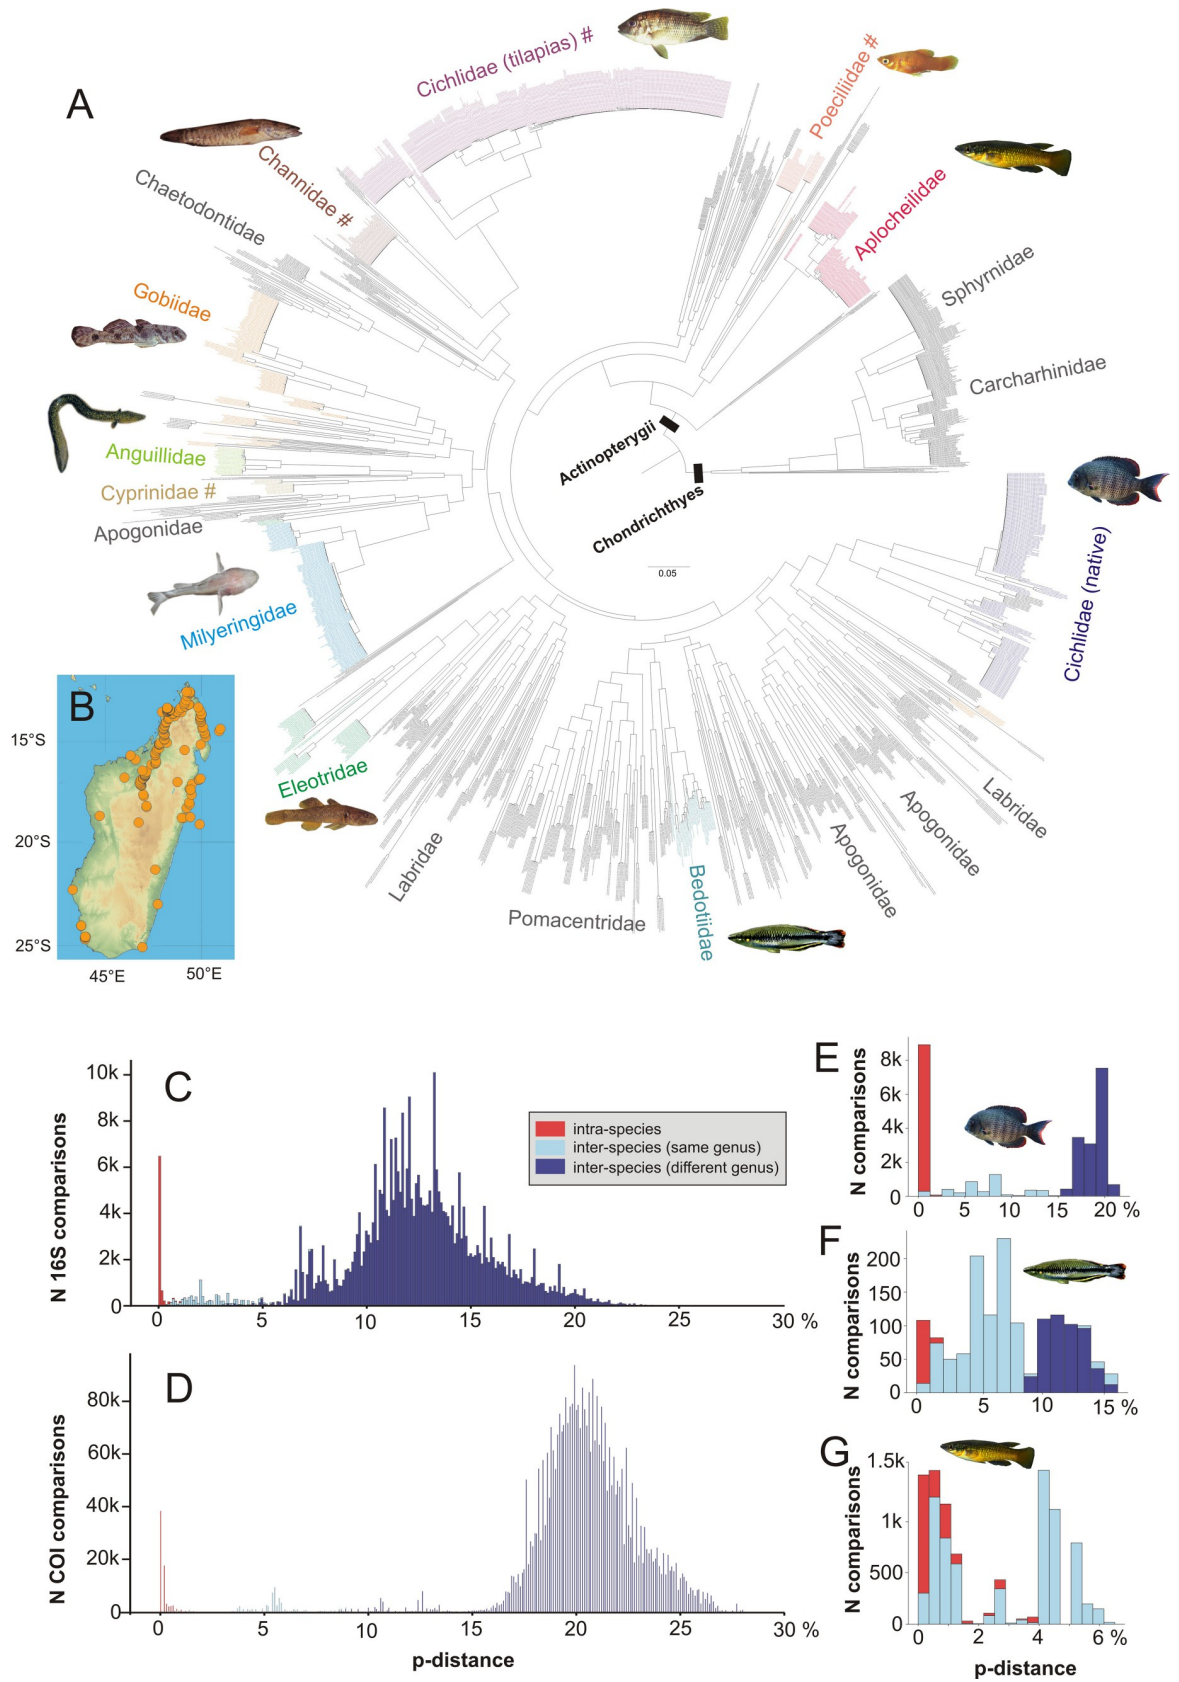 A
Cichlidae (tilapias) #
Poeciliidae #
Channidae #
Aplocheilidae
Chaetodontidae
Sphyrnidae
Gobiidae
Carcharhinidae
Actinopterygii
Anguillidae
Cyprinidae #
Chondrichthyes
Apogonidae
0.05
Cichlidae (native)
Milyeringidae
B
15°S
20°S
25°S
45°E
50°E
Eleotridae
Labridae
Pomacentridae
Bedotiidae
Apogonidae
Apogonidae
Labridae
C
N 16S comparisons
10k
8k
6k
4k
2k
0
0 5 10 15 20 25 30 %
intra-species
inter-species (same genus)
inter-species (different genus)
D
N COI comparisons
80k
60k
40k
20k
0
0 5 10 15 20 25 30 %
p-distance
E
N comparisons
8k
6k
4k
2k
0
0 5 10 15 20 %
F
N comparisons
200
150
100
50
0
0 5 10 15 %
G
N comparisons
1.5k
1k
500
0
0 2 4 6 %
p-distance